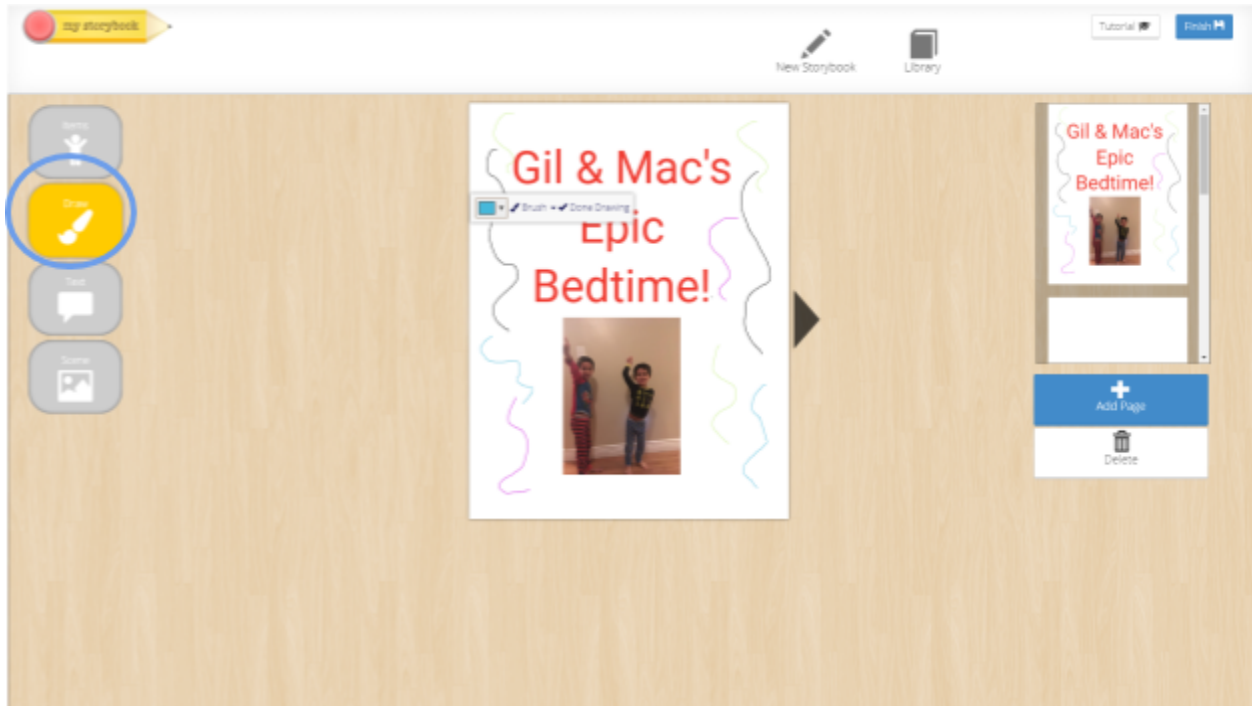 my storybook
Tutorial
Finish
New Storybook
Library
Items
Draw
Text
Scene
Gil & Mac's
Brush
Done Drawing
Epic
Bedtime!
Gil & Mac's
Epic
Bedtime!
Add Page
Delete